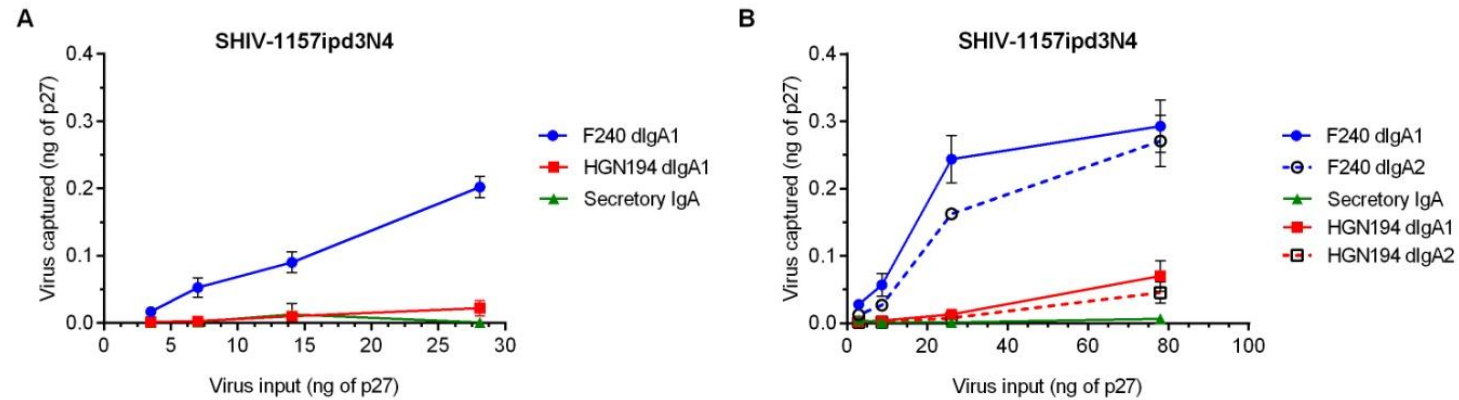 A
SHIV-1157ipd3N4
Virus captured (ng of p27)
0.4
0.3
0.2
0.1
0.0
0 5 10 15 20 25 30
Virus input (ng of p27)
F240 dIgA1
HGN194 dIgA1
Secretory IgA
B
SHIV-1157ipd3N4
Virus captured (ng of p27)
0.4
0.3
0.2
0.1
0.0
0 20 40 60 80 100
Virus input (ng of p27)
F240 dIgA1
F240 dIgA2
Secretory IgA
HGN194 dIgA1
HGN194 dIgA2